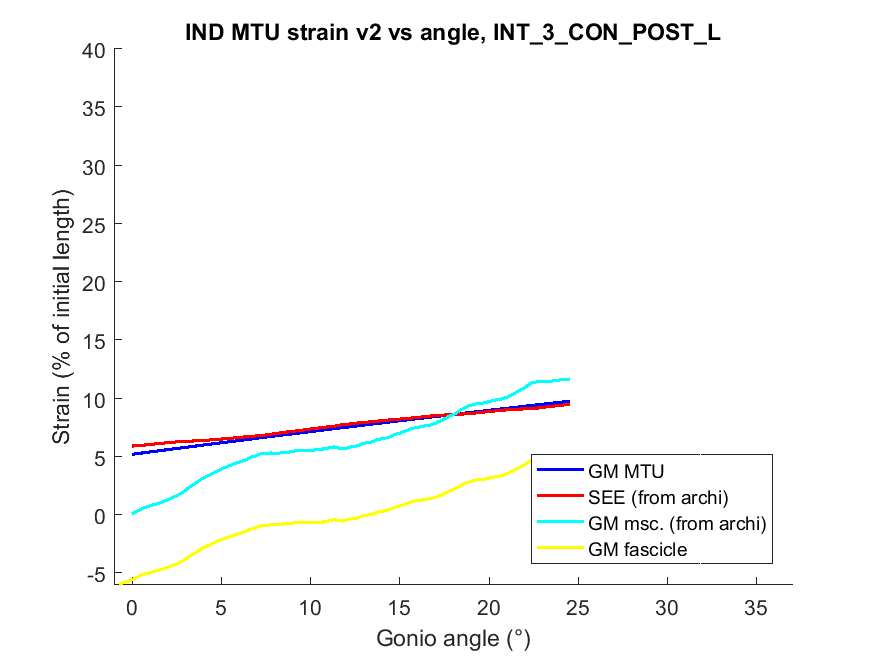 IND MTU strain v2 vs angle, INT_3_CON_POST_L
40
35
30
25
20
15
10
5
0
-5
Strain (% of initial length)
GM MTU
SEE (from archi)
GM msc. (from archi)
GM fascicle
0 5 10 15 20 25 30 35
Gonio angle (°)